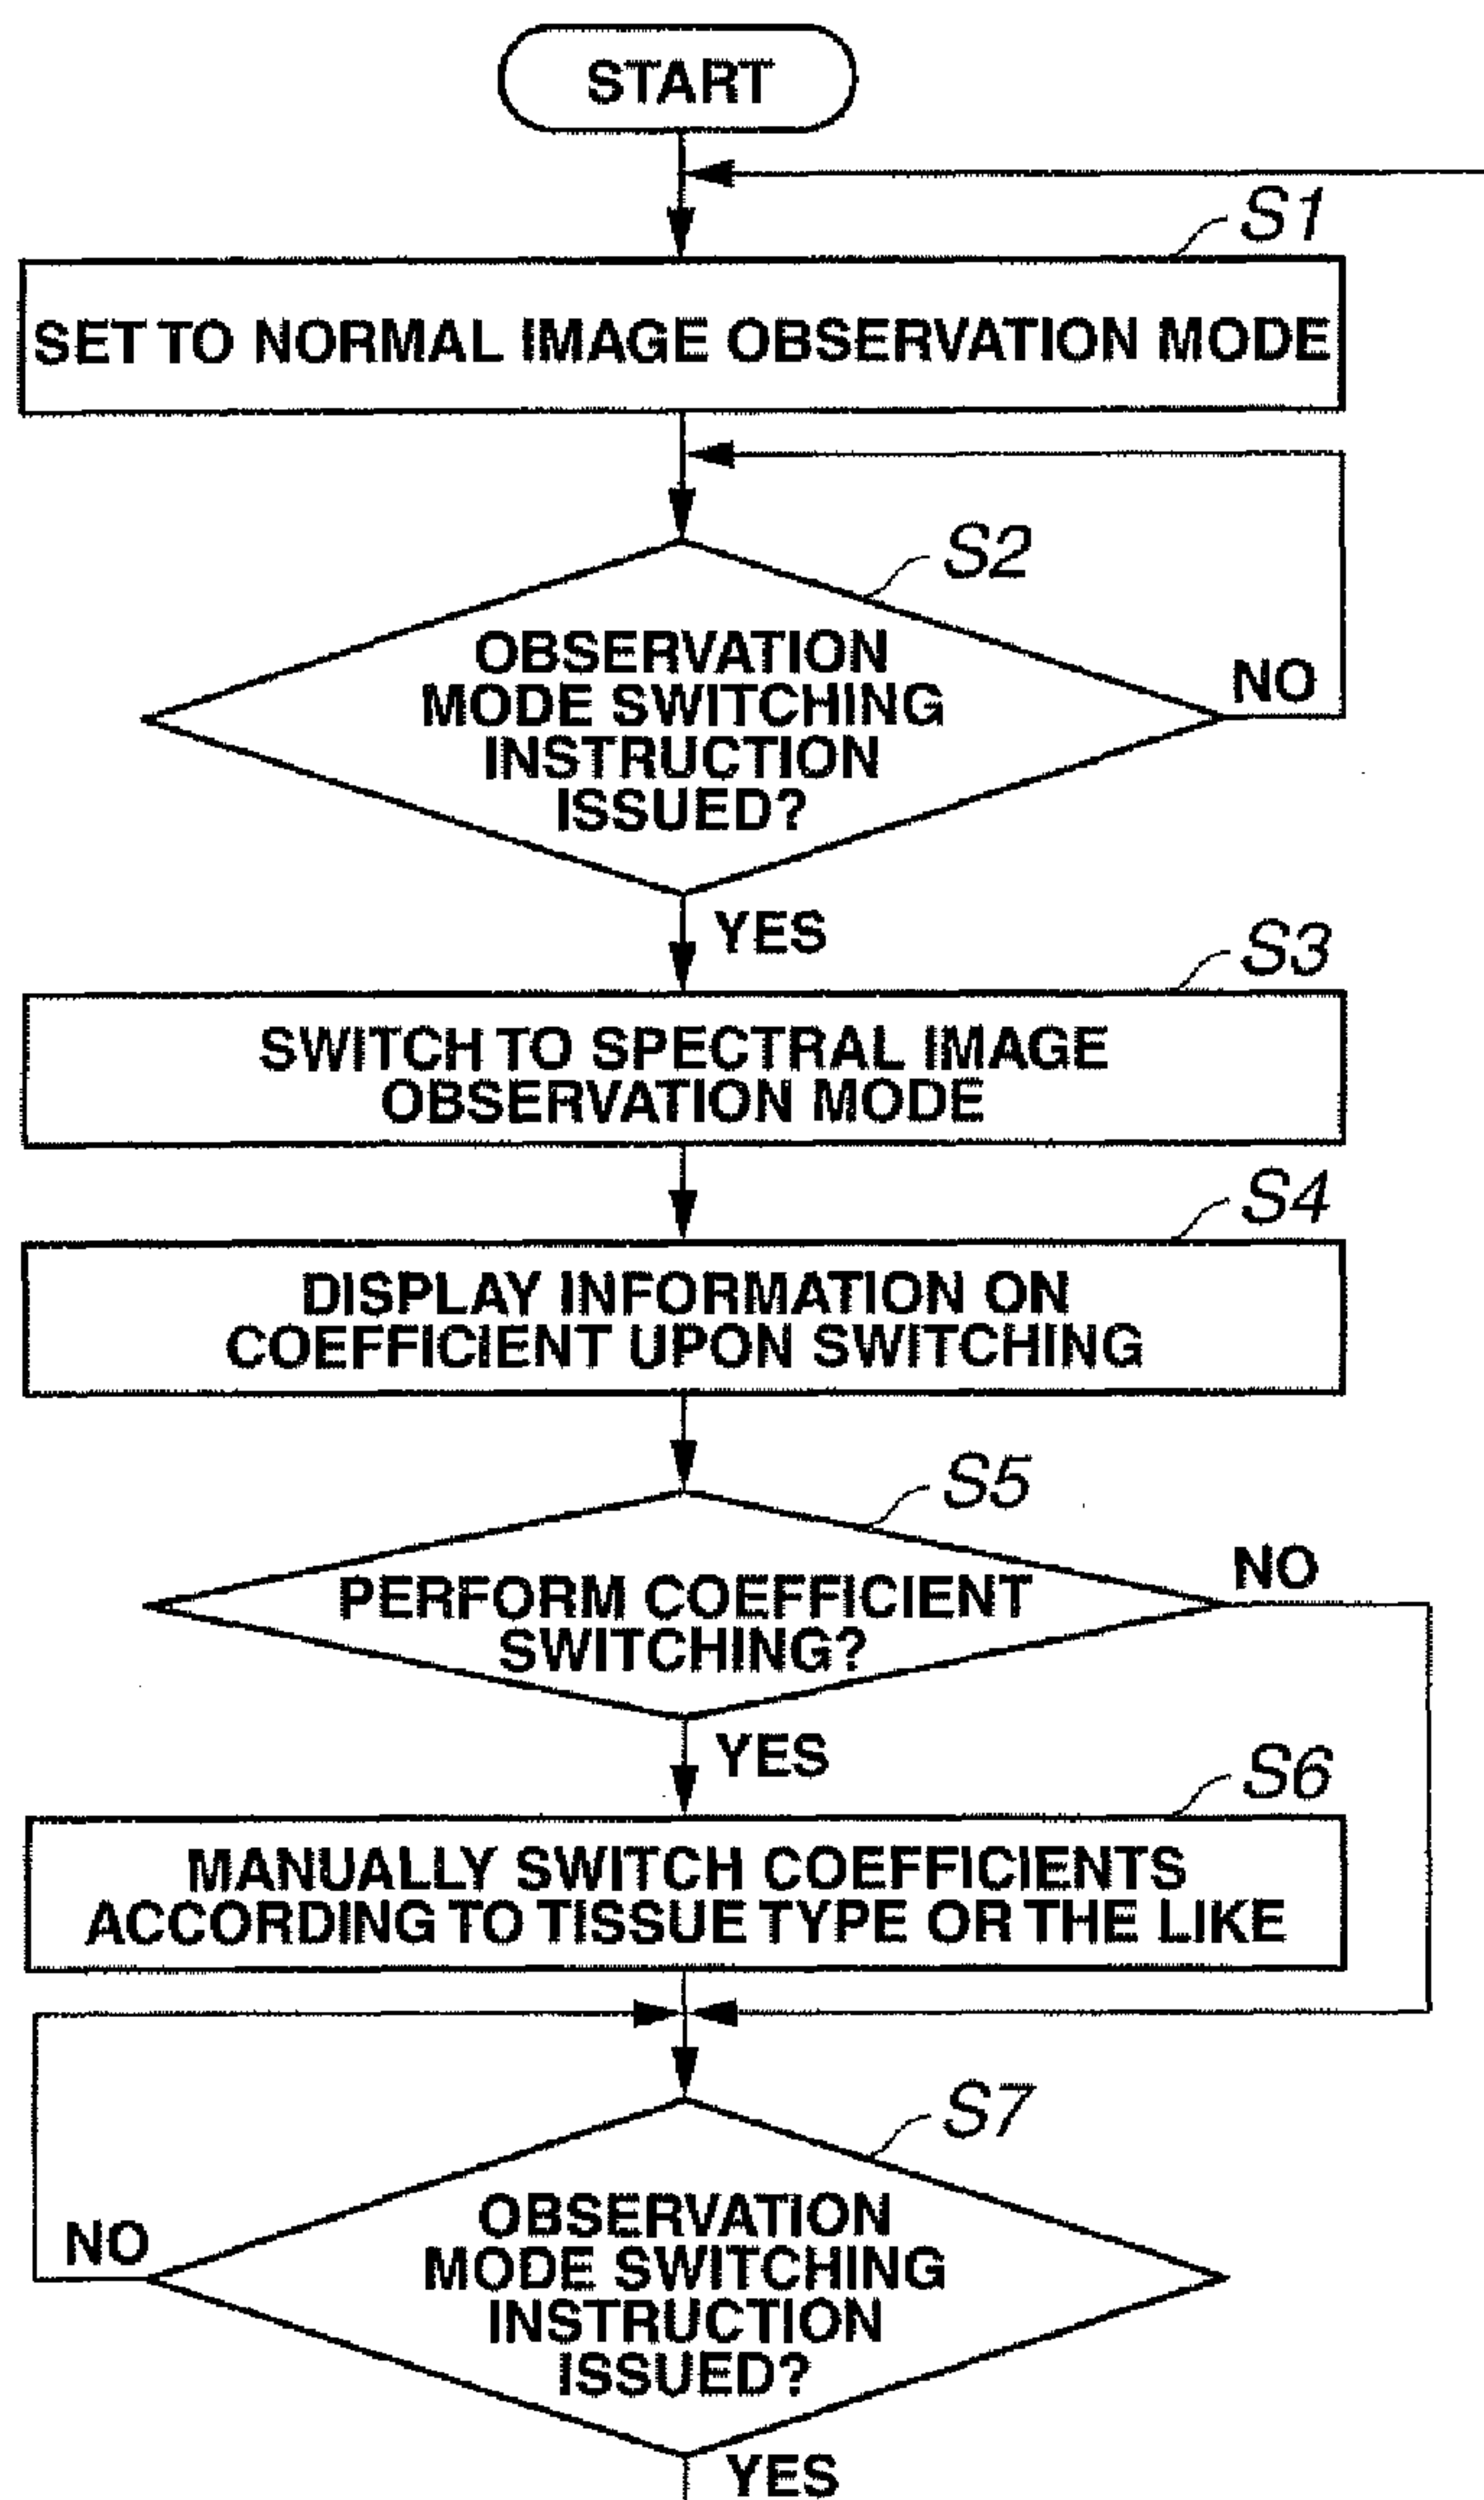 START
S1
SET TO NORMAL IMAGE OBSERVATION MODE
S2
OBSERVATION
MODE SWITCHING
INSTRUCTION
ISSUED?
NO
YES
S3
SWITCH TO SPECTRAL IMAGE
OBSERVATION MODE
S4
DISPLAY INFORMATION ON
COEFFICIENT UPON SWITCHING
S5
PERFORM COEFFICIENT
SWITCHING?
NO
YES
S6
MANUALLY SWITCH COEFFICIENTS
ACCORDING TO TISSUE TYPE OR THE LIKE
S7
OBSERVATION
MODE SWITCHING
INSTRUCTION
ISSUED?
NO
YES